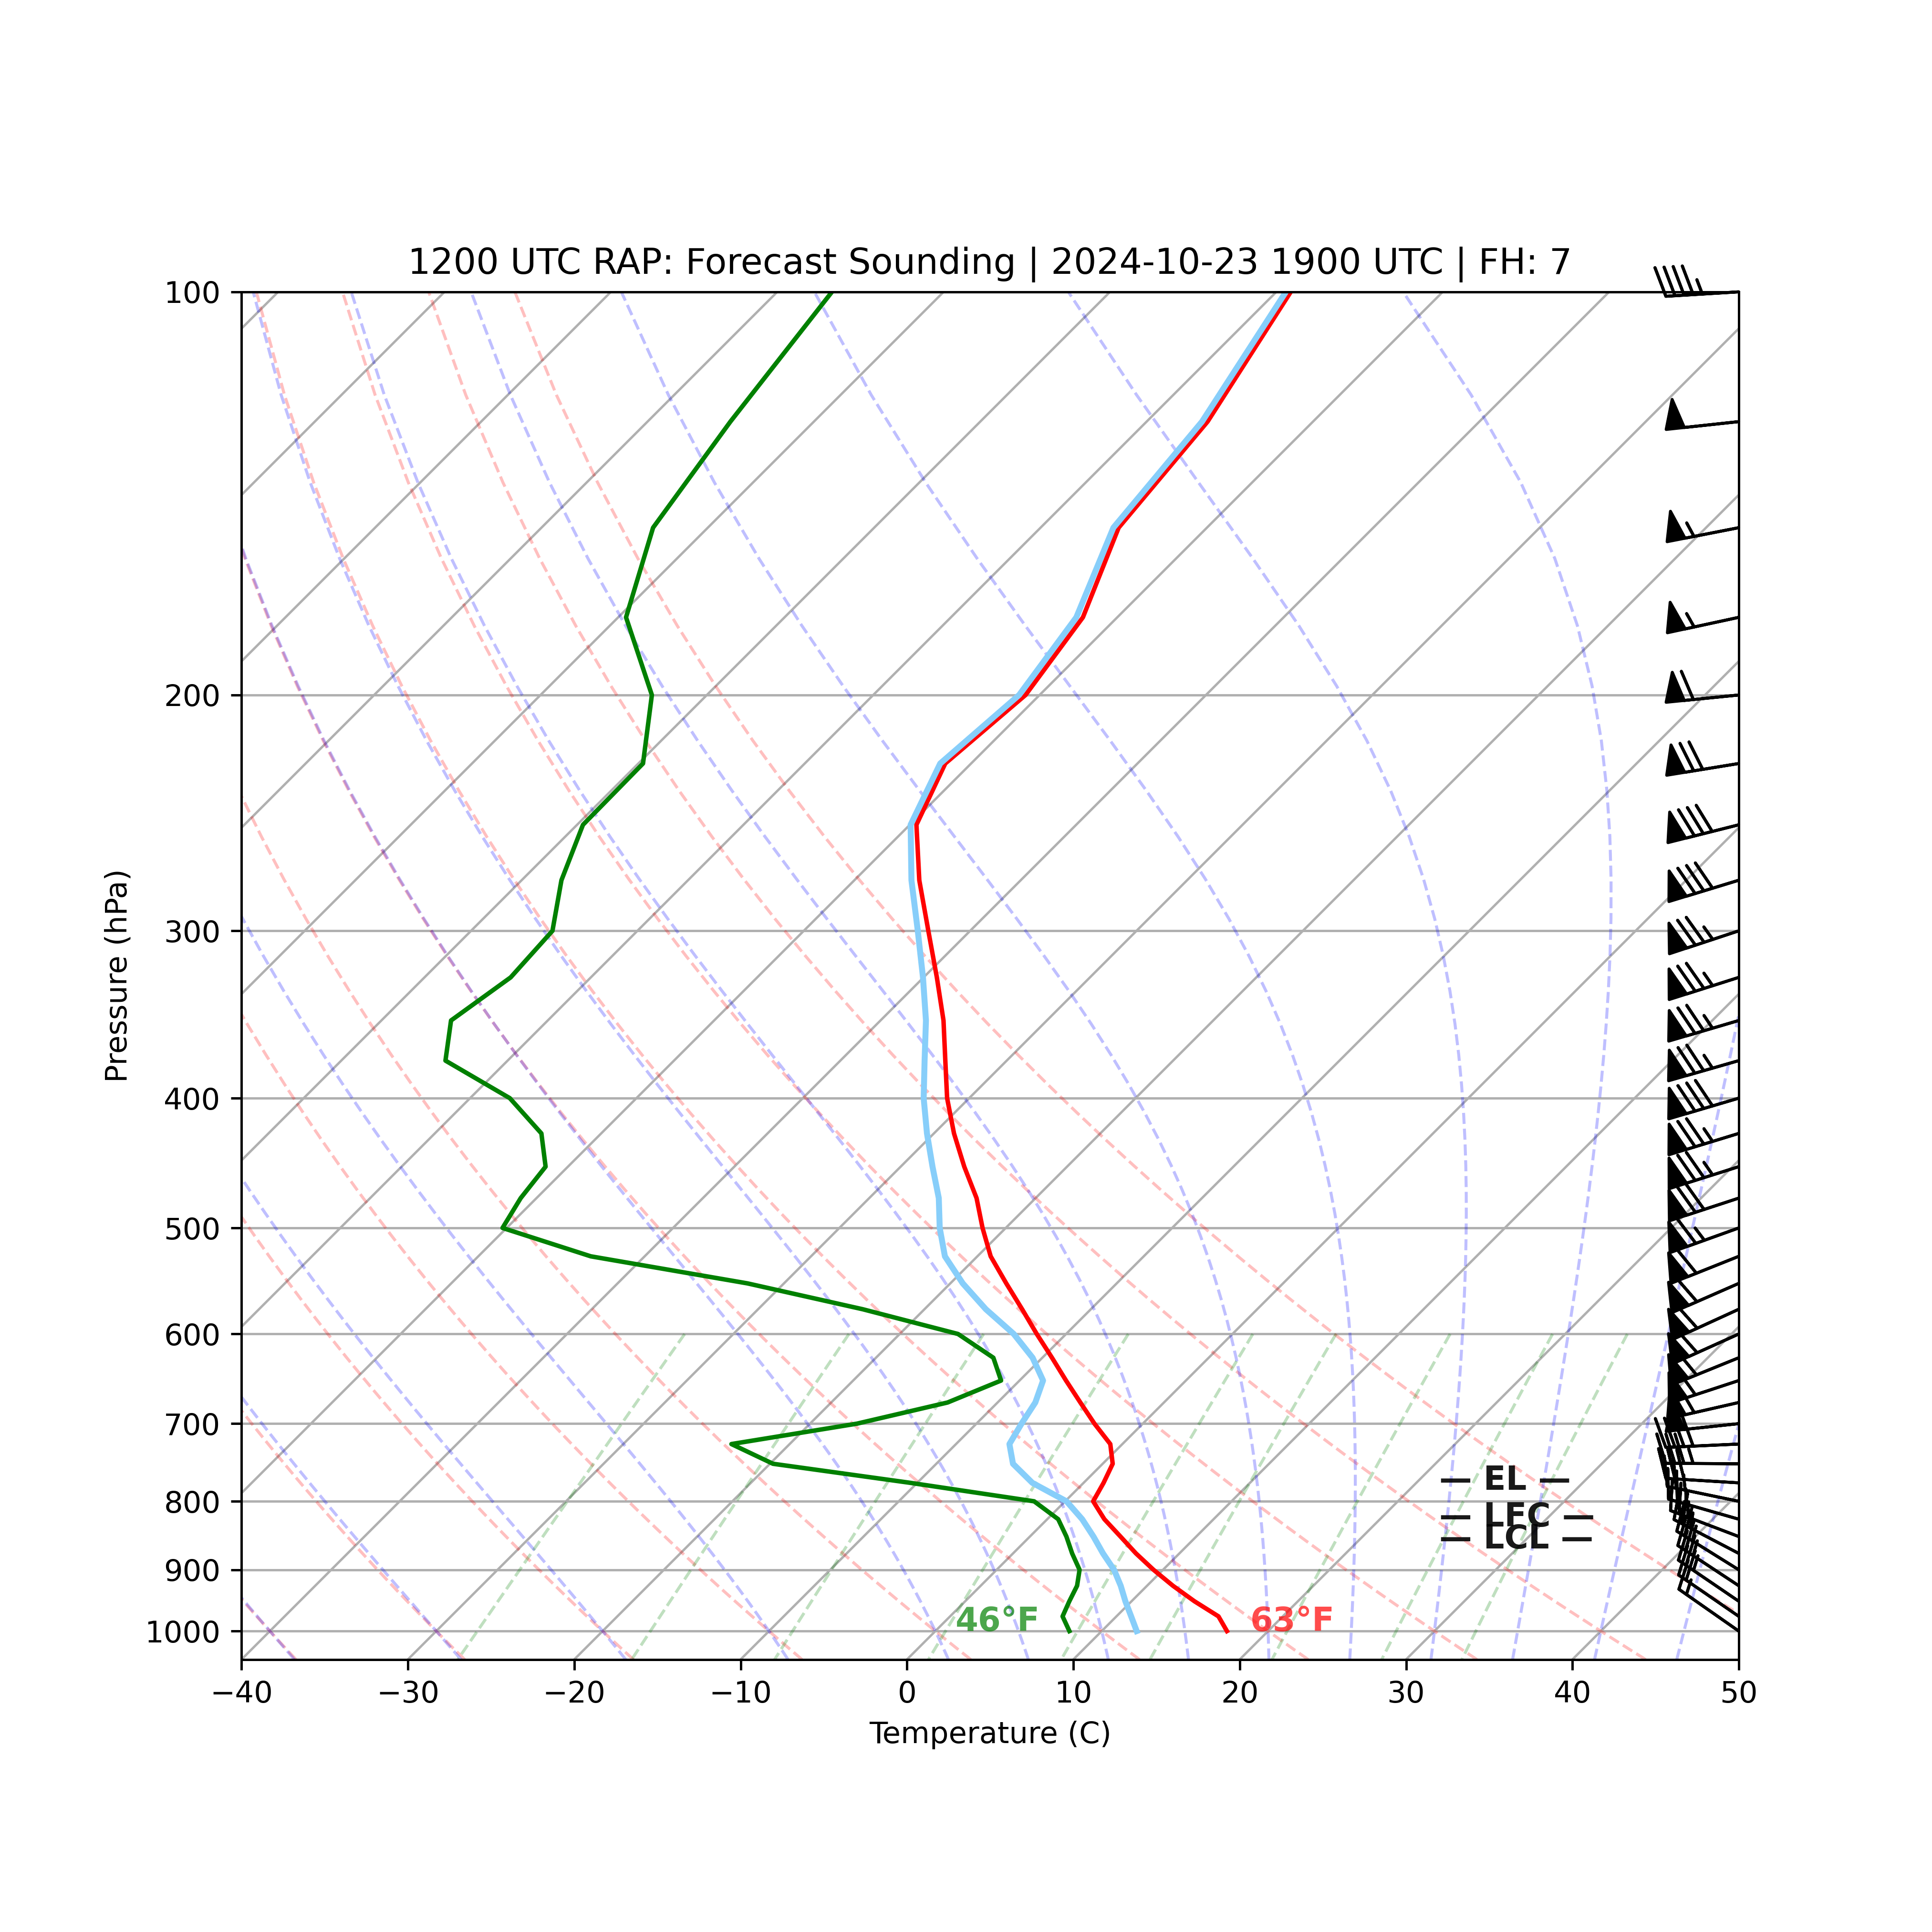 1200 UTC RAP: Forecast Sounding | 2024-10-23 1900 UTC | FH: 7
100
200
300
400
500
600
700
800
900
1000
Pressure (hPa)
— EL —
— LFC —
— LCL —
46°F
63°F
−40
−30
−20
−10
0
10
20
30
40
50
Temperature (C)